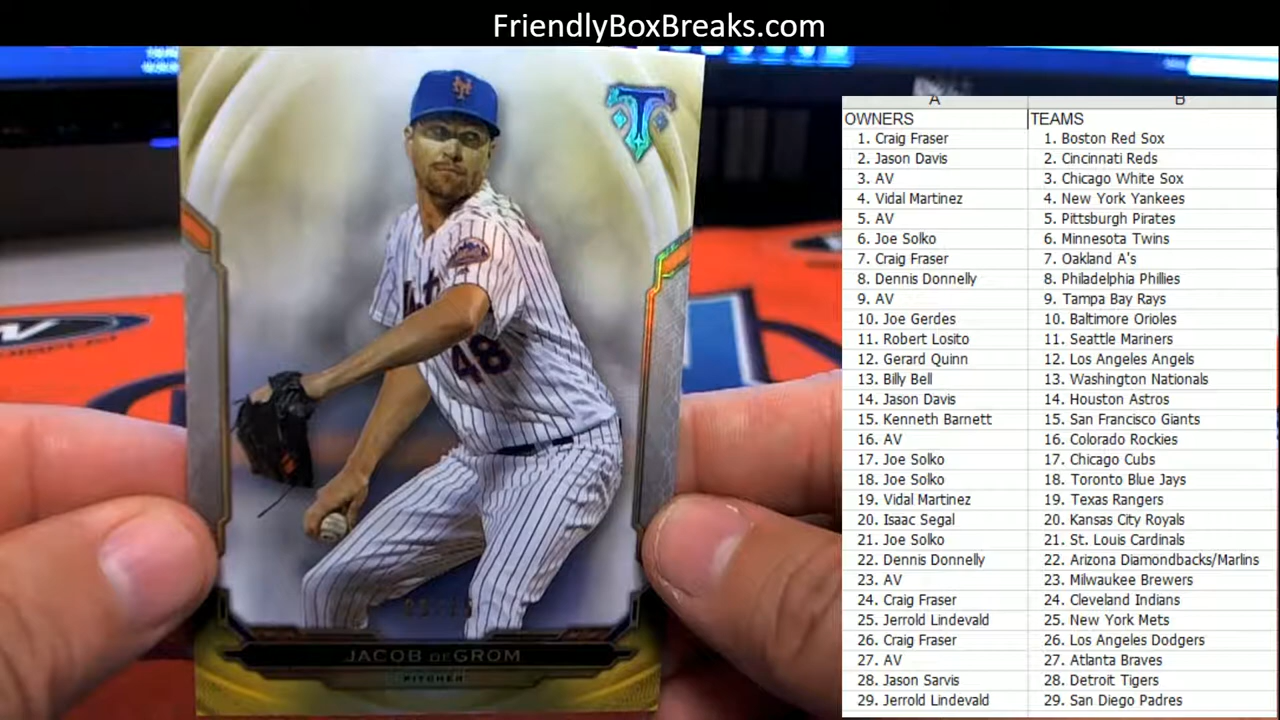 FriendlyBoxBreaks.com
A B
OWNERS TEAMS
1. Craig Fraser 1. Boston Red Sox
2. Jason Davis 2. Cincinnati Reds
3. AV 3. Chicago White Sox
4. Vidal Martinez 4. New York Yankees
5. AV 5. Pittsburgh Pirates
6. Joe Solko 6. Minnesota Twins
7. Craig Fraser 7. Oakland A's
8. Dennis Donnelly 8. Philadelphia Phillies
9. AV 9. Tampa Bay Rays
10. Joe Gerdes 10. Baltimore Orioles
11. Robert Losito 11. Seattle Mariners
12. Gerard Quinn 12. Los Angeles Angels
13. Billy Bell 13. Washington Nationals
14. Jason Davis 14. Houston Astros
15. Kenneth Barnett 15. San Francisco Giants
16. AV 16. Colorado Rockies
17. Joe Solko 17. Chicago Cubs
18. Joe Solko 18. Toronto Blue Jays
19. Vidal Martinez 19. Texas Rangers
20. Isaac Segal 20. Kansas City Royals
21. Joe Solko 21. St. Louis Cardinals
22. Dennis Donnelly 22. Arizona Diamondbacks/Marlins
23. AV 23. Milwaukee Brewers
24. Craig Fraser 24. Cleveland Indians
25. Jerrold Lindevald 25. New York Mets
26. Craig Fraser 26. Los Angeles Dodgers
27. AV 27. Atlanta Braves
28. Jason Sarvis 28. Detroit Tigers
29. Jerrold Lindevald 29. San Diego Padres
T
NY
48
JACOB deGROM
PITCHER